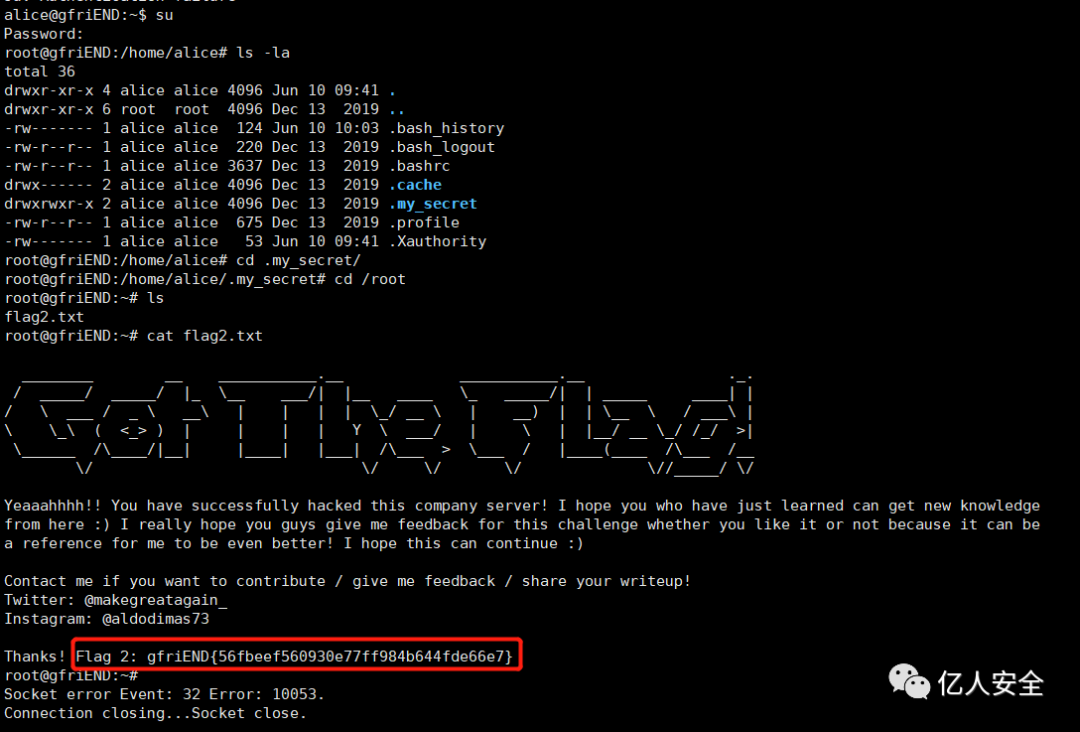 alice@gfriEND:~$ su
Password:
root@gfriEND:/home/alice# ls -la
total 36
drwxr-xr-x 4 alice alice 4096 Jun 10 09:41 .
drwxr-xr-x 6 root  root  4096 Dec 13  2019 ..
-rw------- 1 alice alice  124 Jun 10 10:03 .bash_history
-rw-r--r-- 1 alice alice  220 Dec 13  2019 .bash_logout
-rw-r--r-- 1 alice alice 3637 Dec 13  2019 .bashrc
drwx------ 2 alice alice 4096 Dec 13  2019 .cache
drwxrwxr-x 2 alice alice 4096 Dec 13  2019 .my_secret
-rw-r--r-- 1 alice alice  675 Dec 13  2019 .profile
-rw------- 1 alice alice   53 Jun 10 09:41 .Xauthority
root@gfriEND:/home/alice# cd .my_secret/
root@gfriEND:/home/alice/.my_secret# cd /root
root@gfriEND:~# ls
flag2.txt
root@gfriEND:~# cat flag2.txt
Got The Flag
Yeaaahhhh!! You have successfully hacked this company server! I hope you who have just learned can get new knowledge
from here :) I really hope you guys give me feedback for this challenge whether you like it or not because it can be
a reference for me to be even better! I hope this can continue :)
Contact me if you want to contribute / give me feedback / share your writeup!
Twitter: @makegreatagain_
Instagram: @aldodimas73
Thanks! Flag 2: gfriEND{56fbeef560930e77ff984b644fde66e7}
root@gfriEND:~#
Socket error Event: 32 Error: 10053.
Connection closing...Socket close.
亿人安全